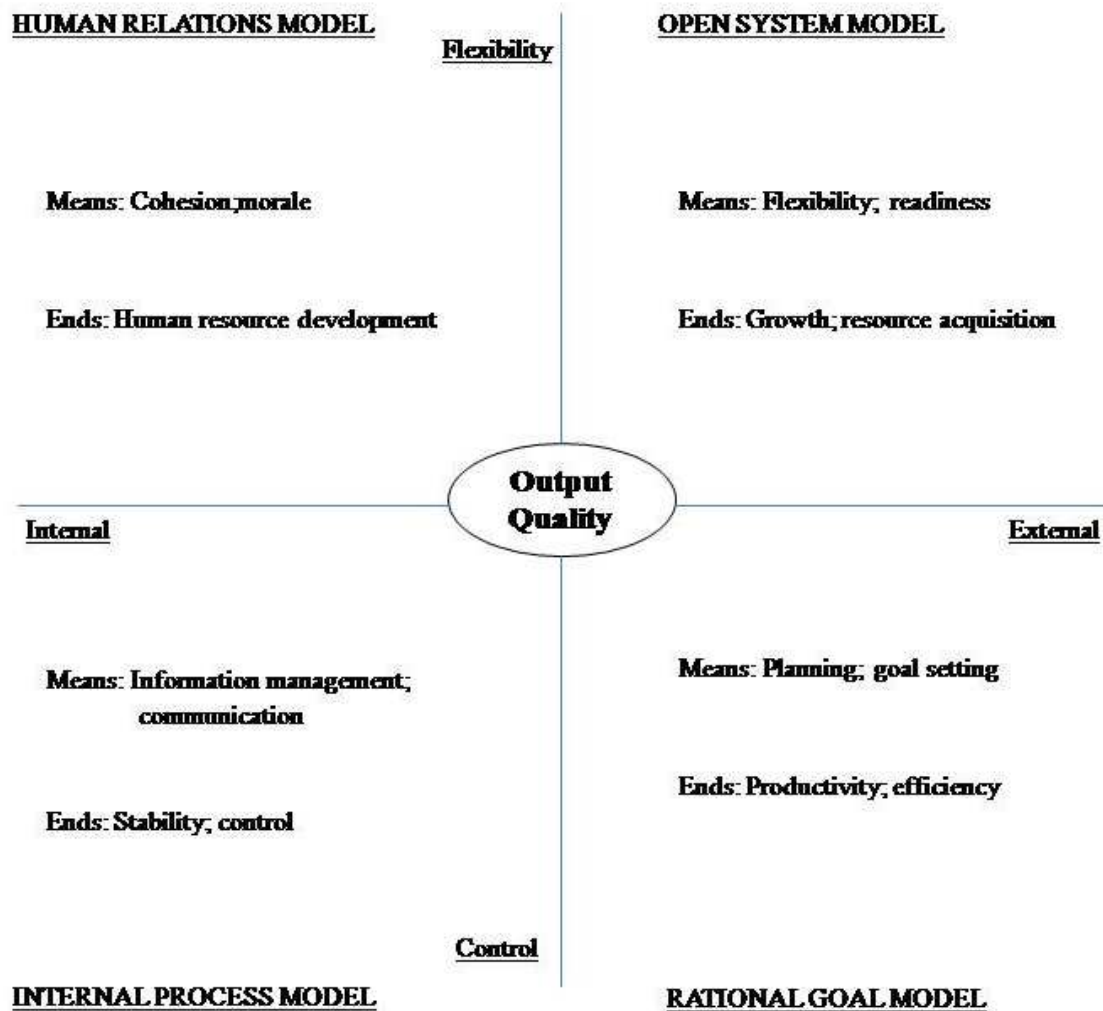 HUMAN RELATIONS MODEL
OPEN SYSTEM MODEL
Flexibility
Means: Cohesion;morale
Means: Flexibility; readiness
Ends: Human resource development
Ends: Growth; resource acquisition
Output
Quality
Internal
External
Means: Information management;
communication
Means: Planning; goal setting
Ends: Productivity; efficiency
Ends: Stability; control
Control
INTERNAL PROCESS MODEL
RATIONAL GOAL MODEL